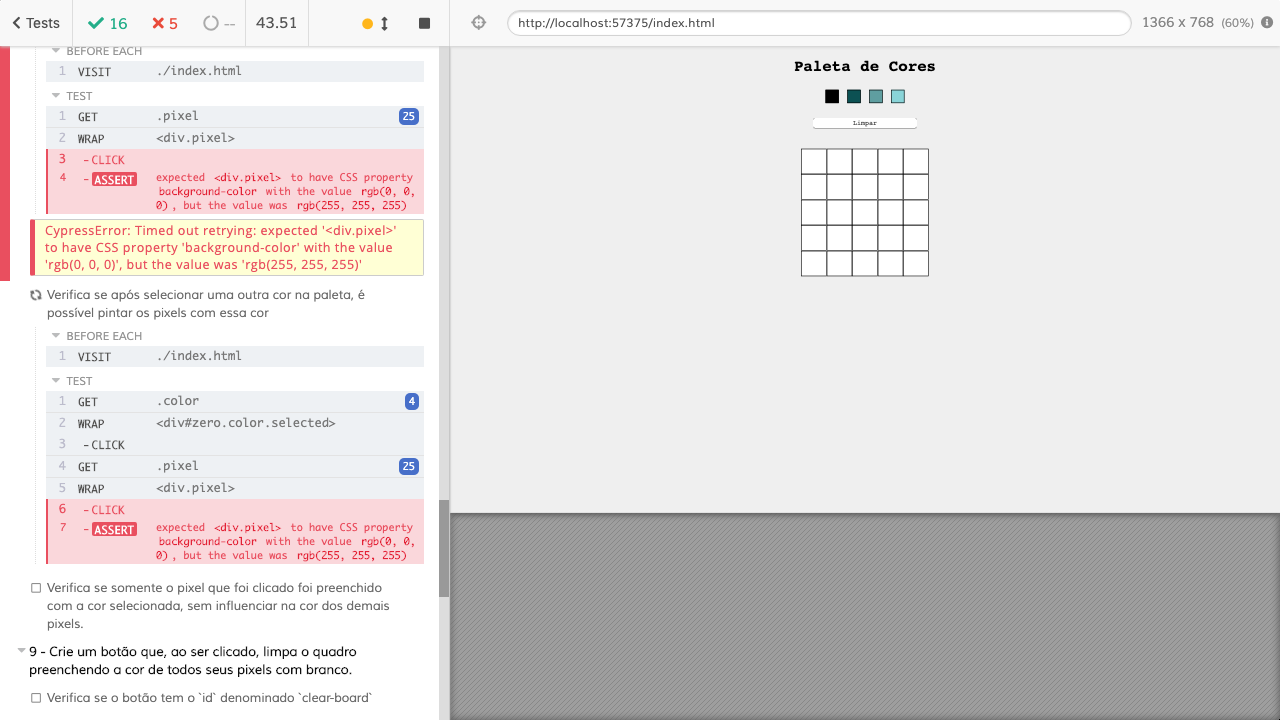 Tests 16 5 -- 43.51
http://localhost:57375/index.html 1366 x 768 (60%)
BEFORE EACH
1 VISIT ./index.html
TEST
1 GET .pixel 25
2 WRAP <div.pixel>
3 -CLICK
4 -ASSERT expected <div.pixel> to have CSS property
background-color with the value rgb(0, 0,
0), but the value was rgb(255, 255, 255)
CypressError: Timed out retrying: expected '<div.pixel>'
to have CSS property 'background-color' with the value
'rgb(0, 0, 0)', but the value was 'rgb(255, 255, 255)'
Verifica se após selecionar uma outra cor na paleta, é
possível pintar os pixels com essa cor
BEFORE EACH
1 VISIT ./index.html
TEST
1 GET .color 4
2 WRAP <div#zero.color.selected>
3 -CLICK
4 GET .pixel 25
5 WRAP <div.pixel>
6 -CLICK
7 -ASSERT expected <div.pixel> to have CSS property
background-color with the value rgb(0, 0,
0), but the value was rgb(255, 255, 255)
Verifica se somente o pixel que foi clicado foi preenchido
com a cor selecionada, sem influenciar na cor dos demais
pixels.
9 - Crie um botão que, ao ser clicado, limpa o quadro
preenchendo a cor de todos seus pixels com branco.
Verifica se o botão tem o `id` denominado `clear-board`
Paleta de Cores
Limpar